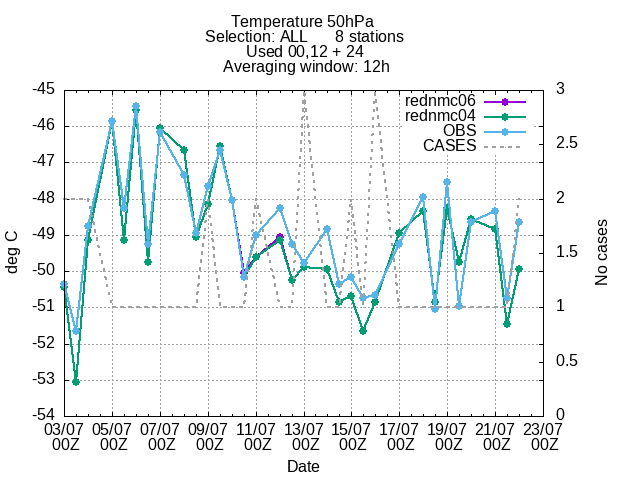 Temperature 50hPa
Selection: ALL 8 stations
Used 00,12 + 24
Averaging window: 12h
rednmc06
rednmc04
OBS
CASES
deg C
-45
-46
-47
-48
-49
-50
-51
-52
-53
-54
3
2.5
2
1.5
1
0.5
0
No cases
03/07 05/07 07/07 09/07 11/07 13/07 15/07 17/07 19/07 21/07 23/07
00Z 00Z 00Z 00Z 00Z 00Z 00Z 00Z 00Z 00Z 00Z
Date